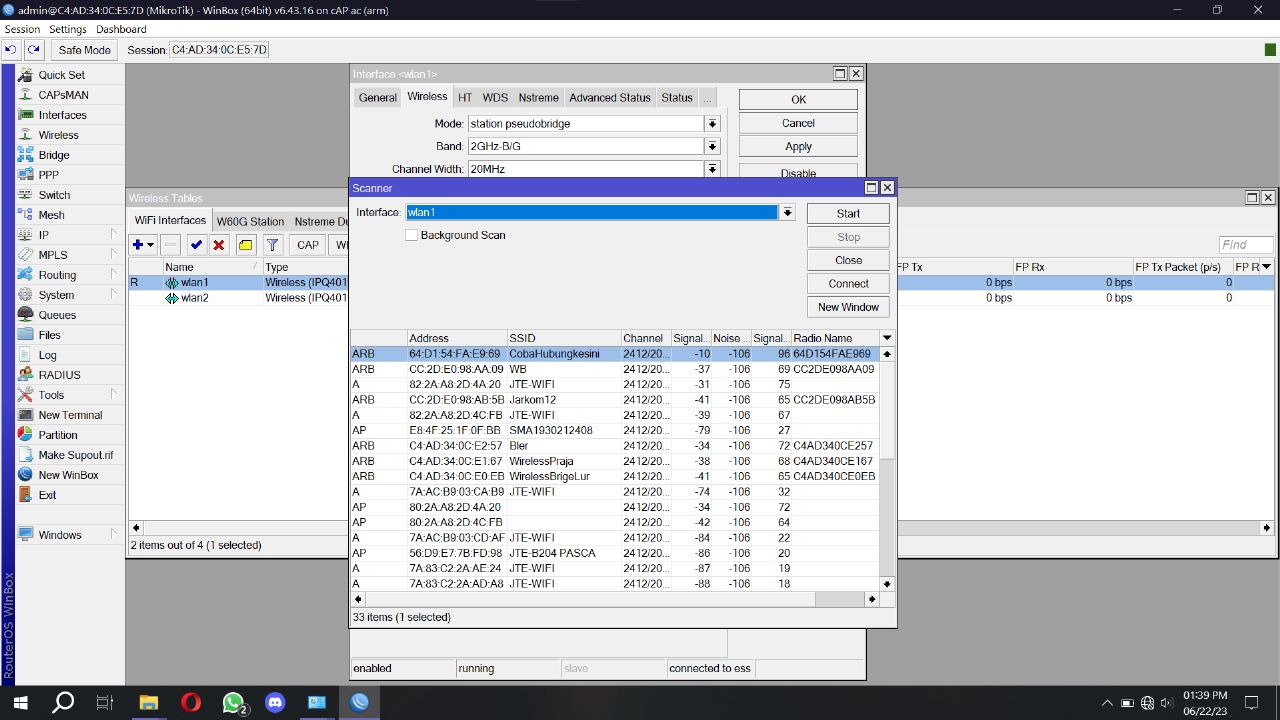 admin@C4:AD:34:0C:E5:7D (MikroTik) - WinBox (64bit) v6.43.16 on cAP ac (arm)
Session Settings Dashboard
Safe Mode Session: C4:AD:34:0C:E5:7D
Quick Set
CAPsMAN
Interfaces
Wireless
Bridge
PPP
Switch
Mesh
IP
MPLS
Routing
System
Queues
Files
Log
RADIUS
Tools
New Terminal
Partition
Make Supout.rif
New WinBox
Exit
Windows
RouterOS WinBox
Interface <wlan1>
General Wireless HT WDS Nstreme Advanced Status Status ...
Mode: station pseudobridge
Band: 2GHz-B/G
Channel Width: 20MHz
OK
Cancel
Apply
Disable
Wireless Tables
WiFi Interfaces W60G Station Nstreme Du
CAP
Find
Name Type FP Tx FP Rx FP Tx Packet (p/s) FP R
R wlan1 Wireless (IPQ401 0 bps 0 bps 0
wlan2 Wireless (IPQ401 0 bps 0 bps 0
2 items out of 4 (1 selected)
Scanner
Interface: wlan1
Background Scan
Start
Stop
Close
Connect
New Window
Address SSID Channel Signal... Noise ... Signal... Radio Name
ARB 64:D1:54:FA:E9:69 CobaHubungkesini 2412/20... -10 -106 96 64D154FAE969
ARB CC:2D:E0:98:AA:09 WB 2412/20... -37 -106 69 CC2DE098AA09
A 82:2A:A8:2D:4A:20 JTE-WIFI 2412/20... -31 -106 75
ARB CC:2D:E0:98:AB:5B Jarkom12 2412/20... -41 -106 65 CC2DE098AB5B
A 82:2A:A8:2D:4C:FB JTE-WIFI 2412/20... -39 -106 67
AP E8:4F:25:1F:0F:BB SMA1930212408 2412/20... -79 -106 27
ARB C4:AD:34:0C:E2:57 Bler 2412/20... -34 -106 72 C4AD340CE257
ARB C4:AD:34:0C:E1:67 WirelessPraja 2412/20... -38 -106 68 C4AD340CE167
ARB C4:AD:34:0C:E0:EB WirelessBrigeLur 2412/20... -41 -106 65 C4AD340CE0EB
A 7A:AC:B9:03:CA:B9 JTE-WIFI 2412/20... -74 -106 32
AP 80:2A:A8:2D:4A:20 2412/20... -34 -106 72
AP 80:2A:A8:2D:4C:FB 2412/20... -42 -106 64
A 7A:AC:B9:03:CD:AF JTE-WIFI 2412/20... -84 -106 22
AP 56:D9:E7:7B:FD:98 JTE-B204 PASCA 2412/20... -86 -106 20
A 7A:83:C2:2A:AE:24 JTE-WIFI 2412/20... -87 -106 19
A 7A:83:C2:2A:AD:A8 JTE-WIFI 2412/20... -88 -106 18
33 items (1 selected)
enabled running slave connected to ess
2
01:39 PM
06/22/23